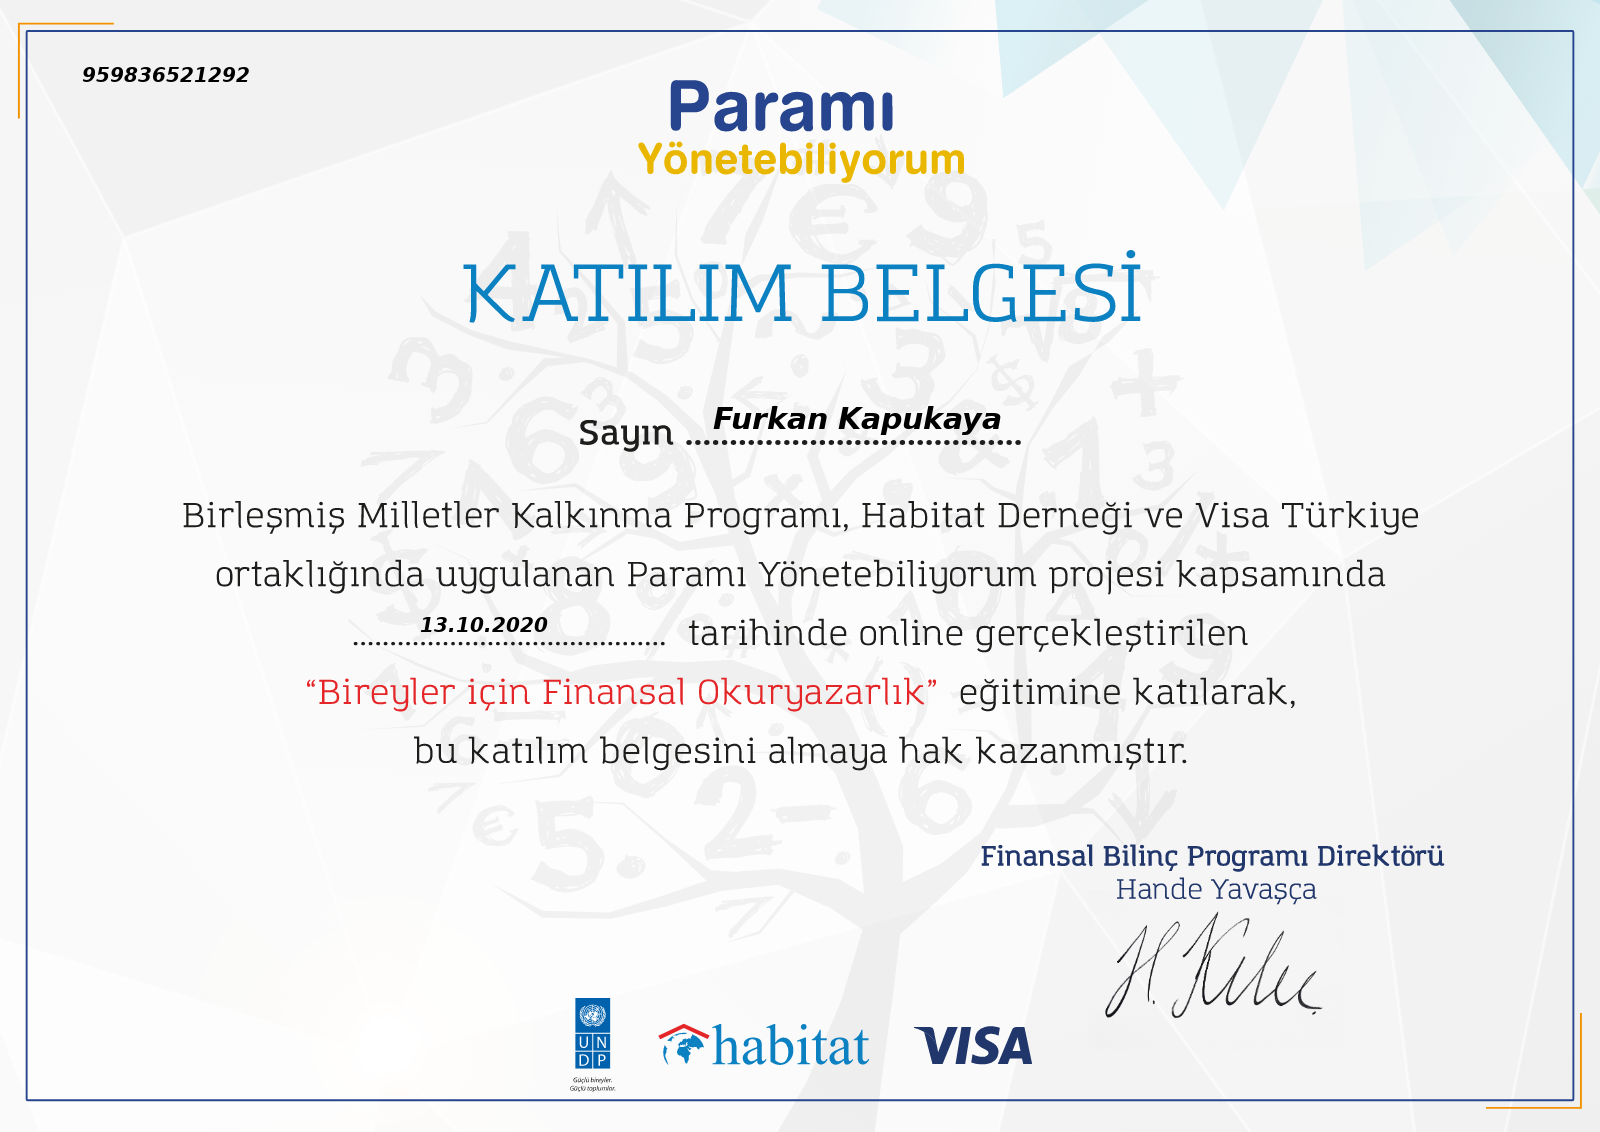 959836521292
Paramı
Yönetebiliyorum
KATILIM BELGESİ
Sayın ...................................... Furkan Kapukaya
Birleşmiş Milletler Kalkınma Programı, Habitat Derneği ve Visa Türkiye
ortaklığında uygulanan Paramı Yönetebiliyorum projesi kapsamında
13.10.2020 tarihinde online gerçekleştirilen
“Bireyler için Finansal Okuryazarlık” eğitimine katılarak,
bu katılım belgesini almaya hak kazanmıştır.
Finansal Bilinç Programı Direktörü
Hande Yavaşça
UN
DP
Güçlü bireyler.
Güçlü toplumlar.
habitat
VISA